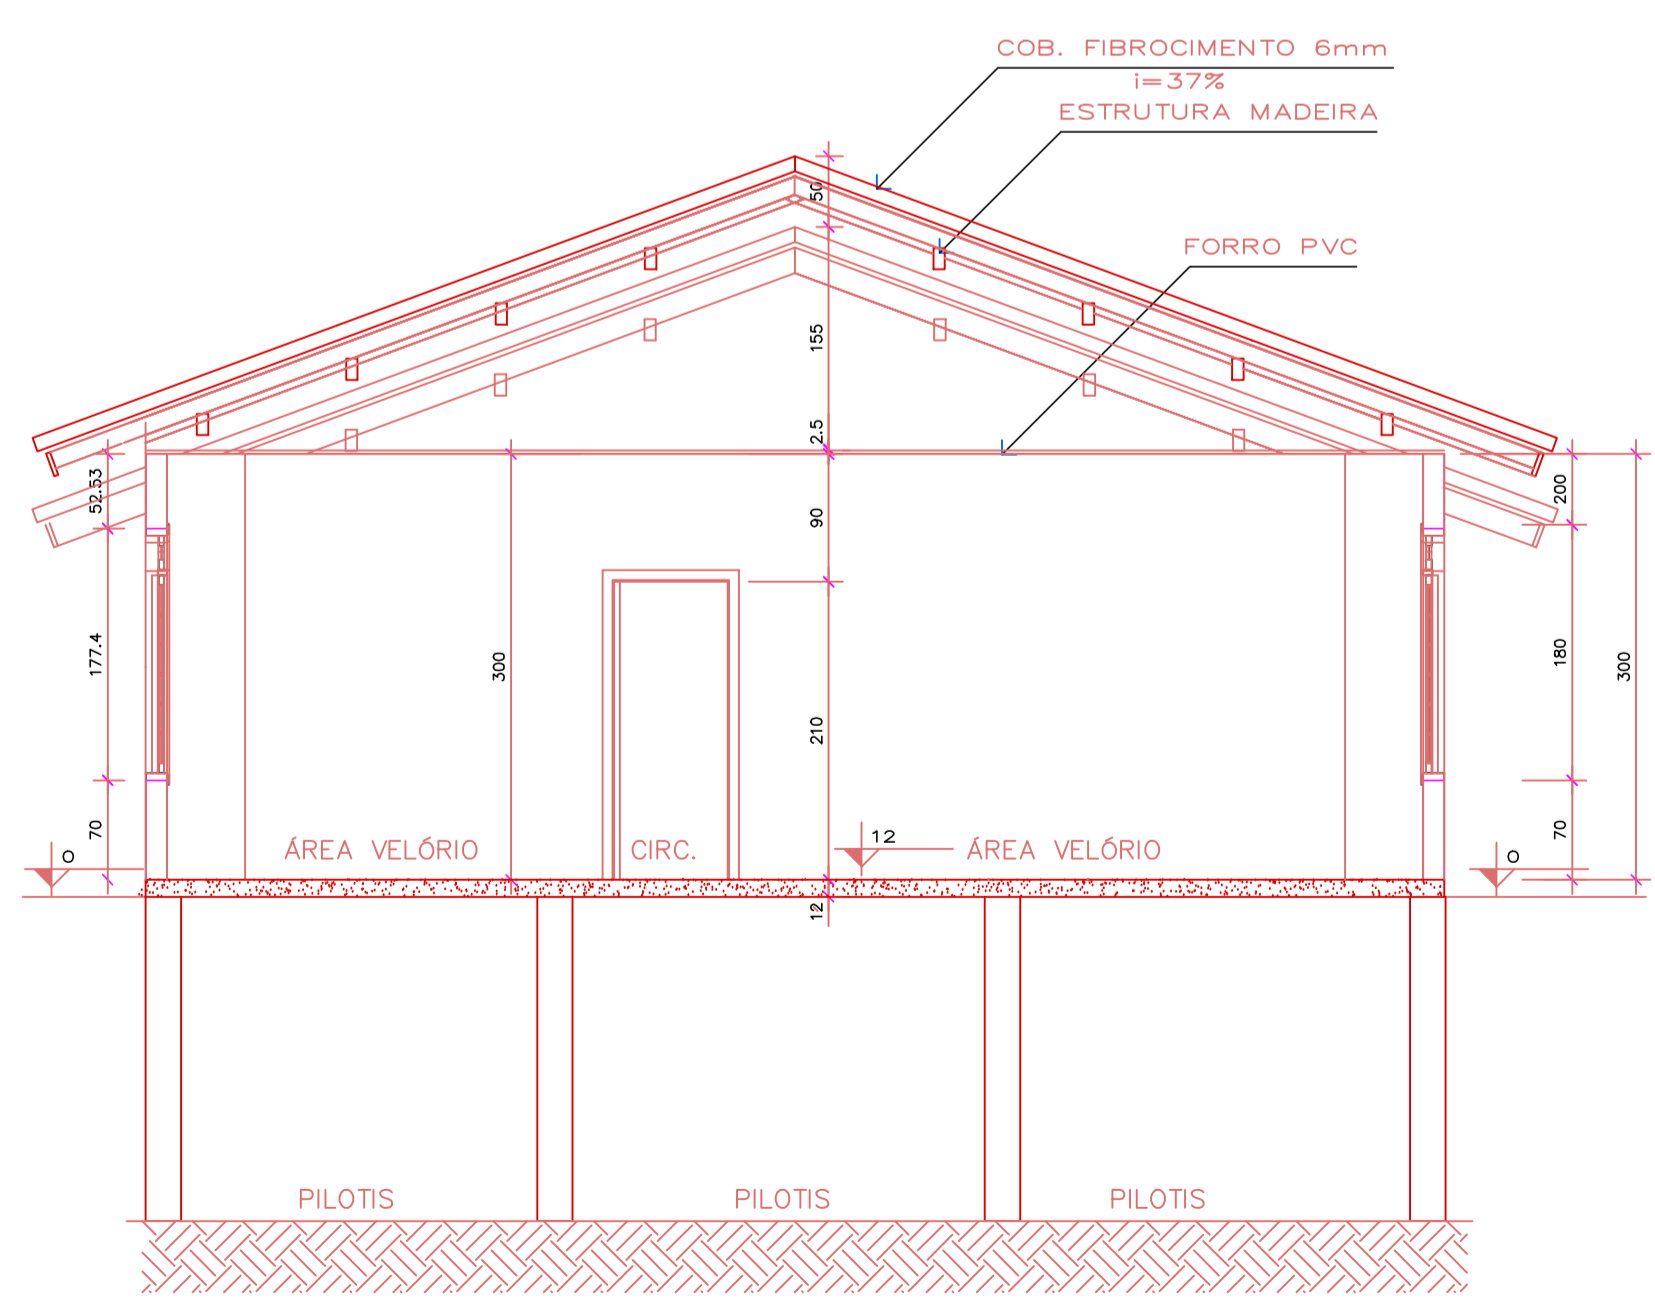 COB. FIBROCIMENTO 6mm
i=37%
ESTRUTURA MADEIRA
50
FORRO PVC
155
2.5
52.53
200
90
177.4
300
180
300
210
70
ÁREA VELÓRIO
CIRC.
12
ÁREA VELÓRIO
70
0
0
12
PILOTIS
PILOTIS
PILOTIS